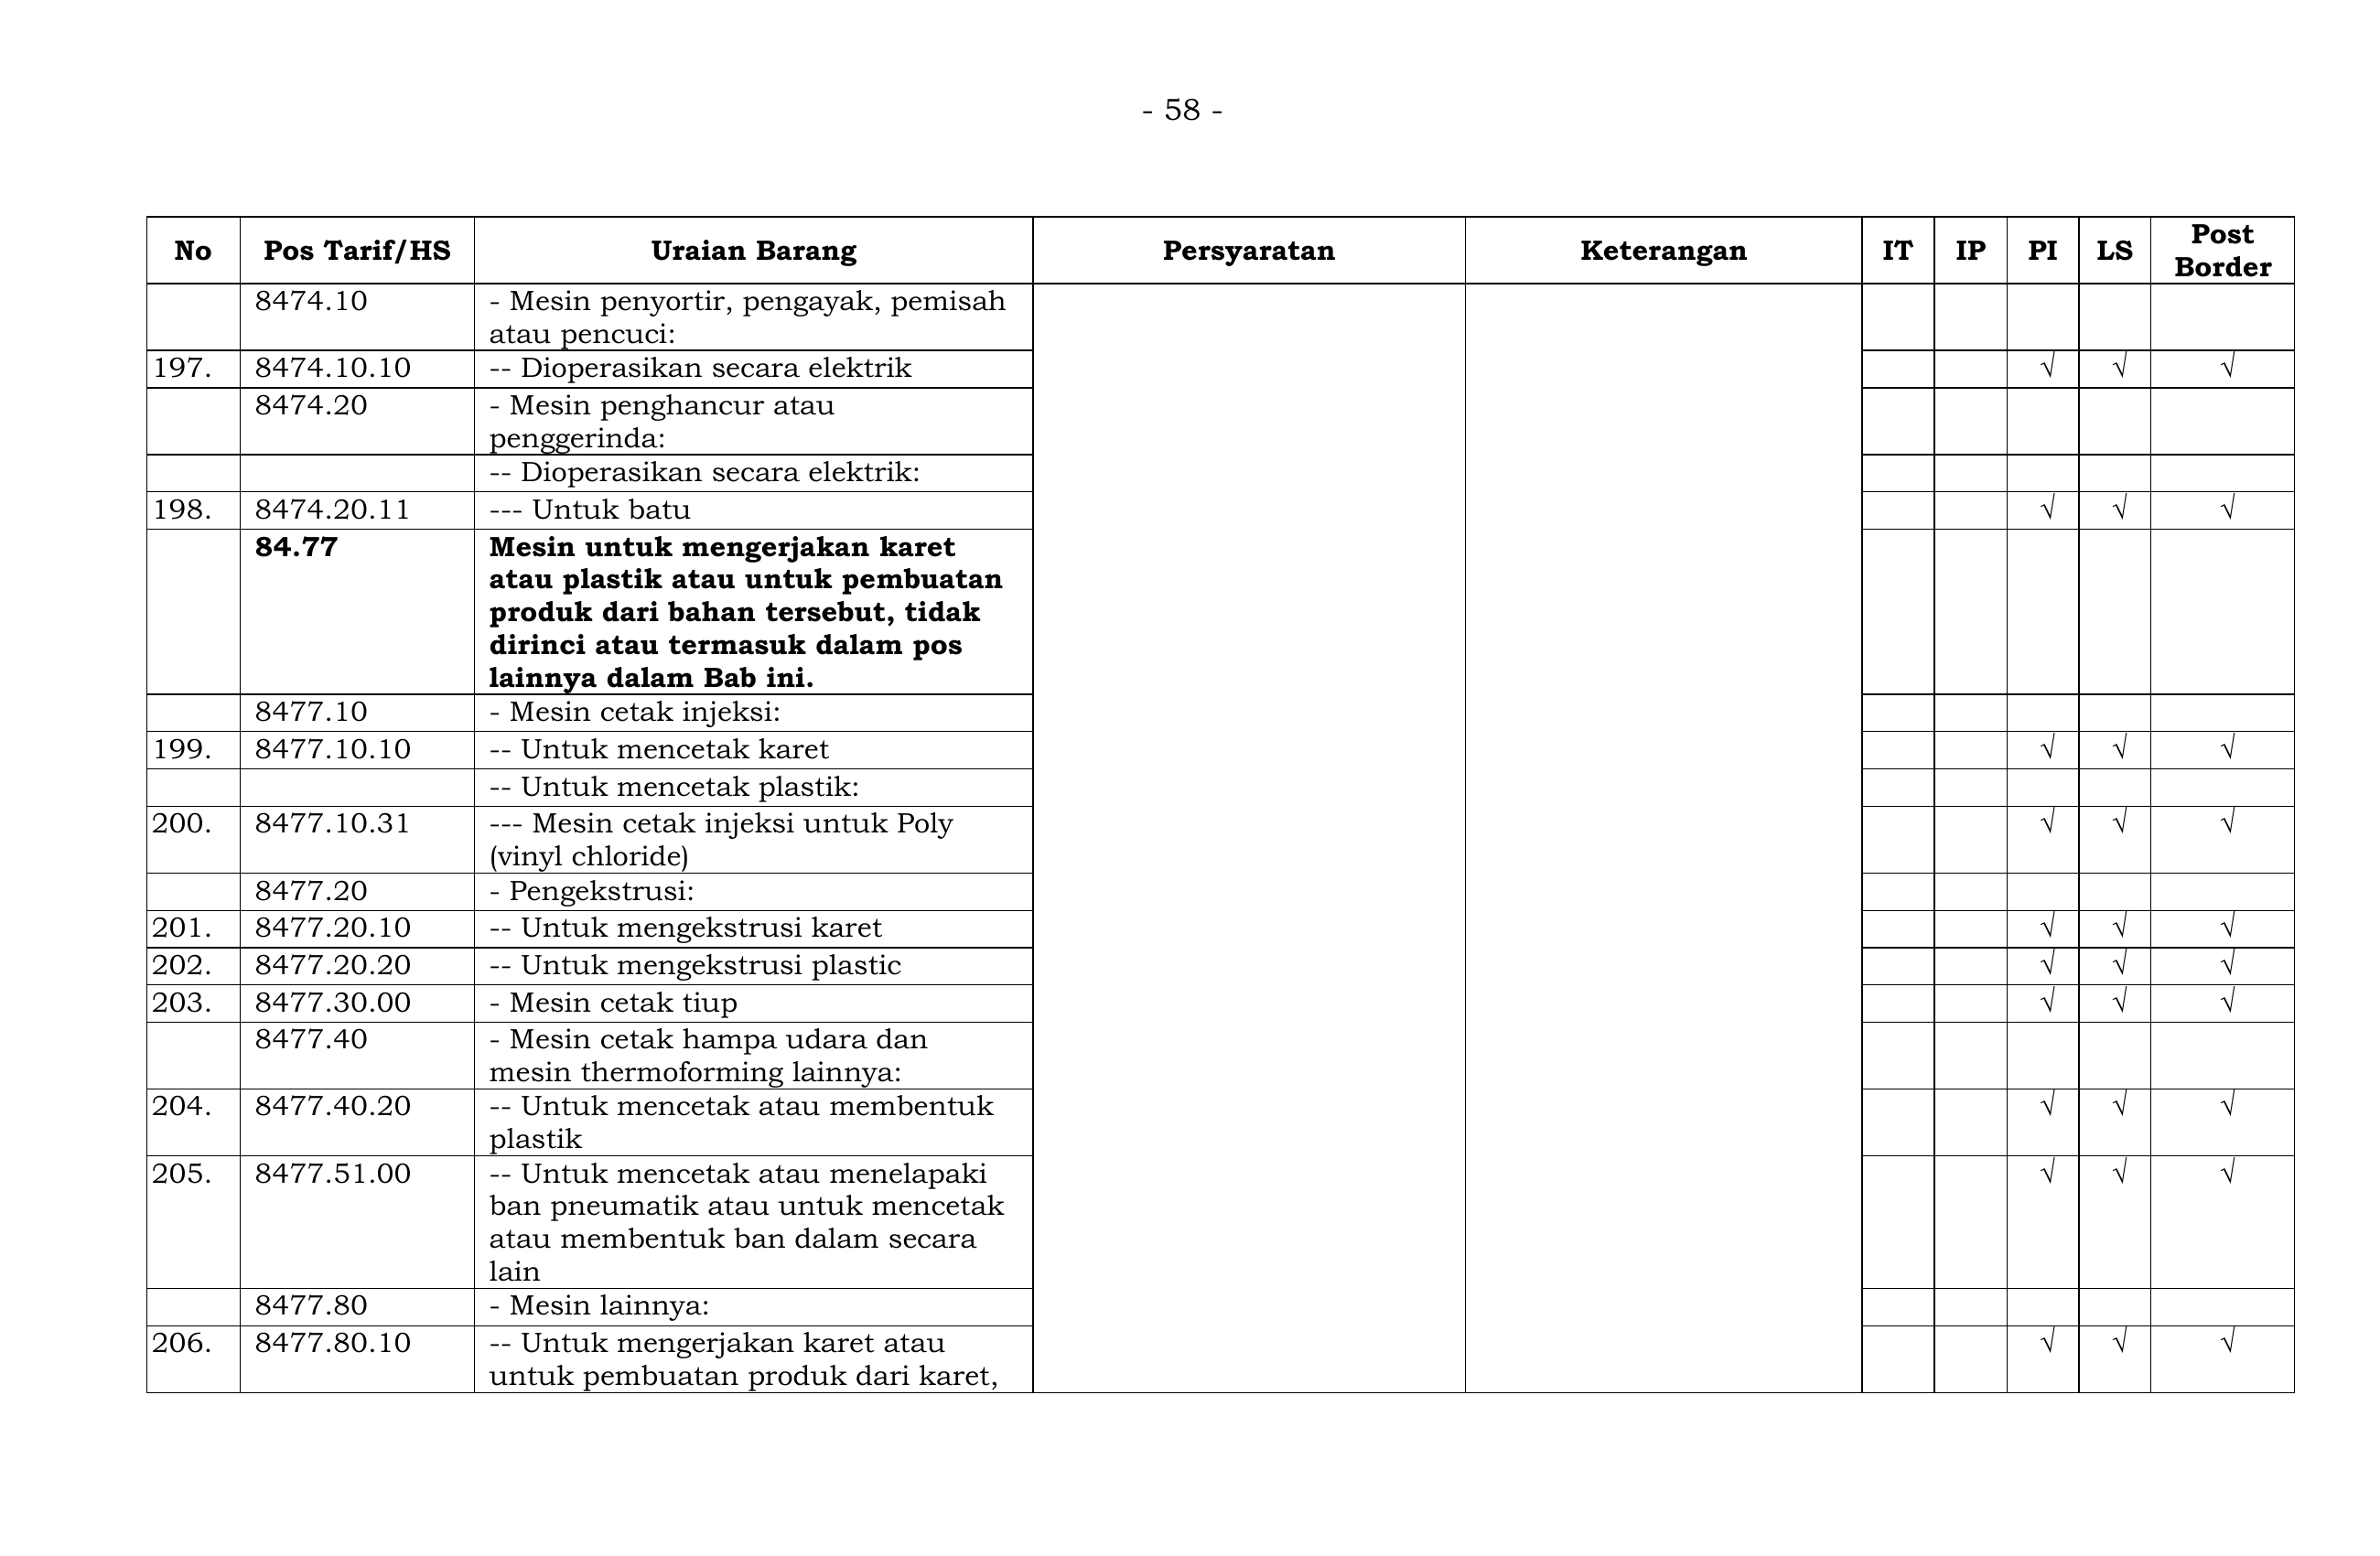 - 58 -
No Pos Tarif/HS Uraian Barang Persyaratan Keterangan IT IP PI LS Post Border
8474.10 - Mesin penyortir, pengayak, pemisah
atau pencuci:
197. 8474.10.10 -- Dioperasikan secara elektrik √ √ √
8474.20 - Mesin penghancur atau
penggerinda:
-- Dioperasikan secara elektrik:
198. 8474.20.11 --- Untuk batu √ √ √
84.77 Mesin untuk mengerjakan karet
atau plastik atau untuk pembuatan
produk dari bahan tersebut, tidak
dirinci atau termasuk dalam pos
lainnya dalam Bab ini.
8477.10 - Mesin cetak injeksi:
199. 8477.10.10 -- Untuk mencetak karet √ √ √
-- Untuk mencetak plastik:
200. 8477.10.31 --- Mesin cetak injeksi untuk Poly √ √ √
(vinyl chloride)
8477.20 - Pengekstrusi:
201. 8477.20.10 -- Untuk mengekstrusi karet √ √ √
202. 8477.20.20 -- Untuk mengekstrusi plastic √ √ √
203. 8477.30.00 - Mesin cetak tiup √ √ √
8477.40 - Mesin cetak hampa udara dan
mesin thermoforming lainnya:
204. 8477.40.20 -- Untuk mencetak atau membentuk √ √ √
plastik
205. 8477.51.00 -- Untuk mencetak atau menelapaki √ √ √
ban pneumatik atau untuk mencetak
atau membentuk ban dalam secara
lain
8477.80 - Mesin lainnya:
206. 8477.80.10 -- Untuk mengerjakan karet atau √ √ √
untuk pembuatan produk dari karet,